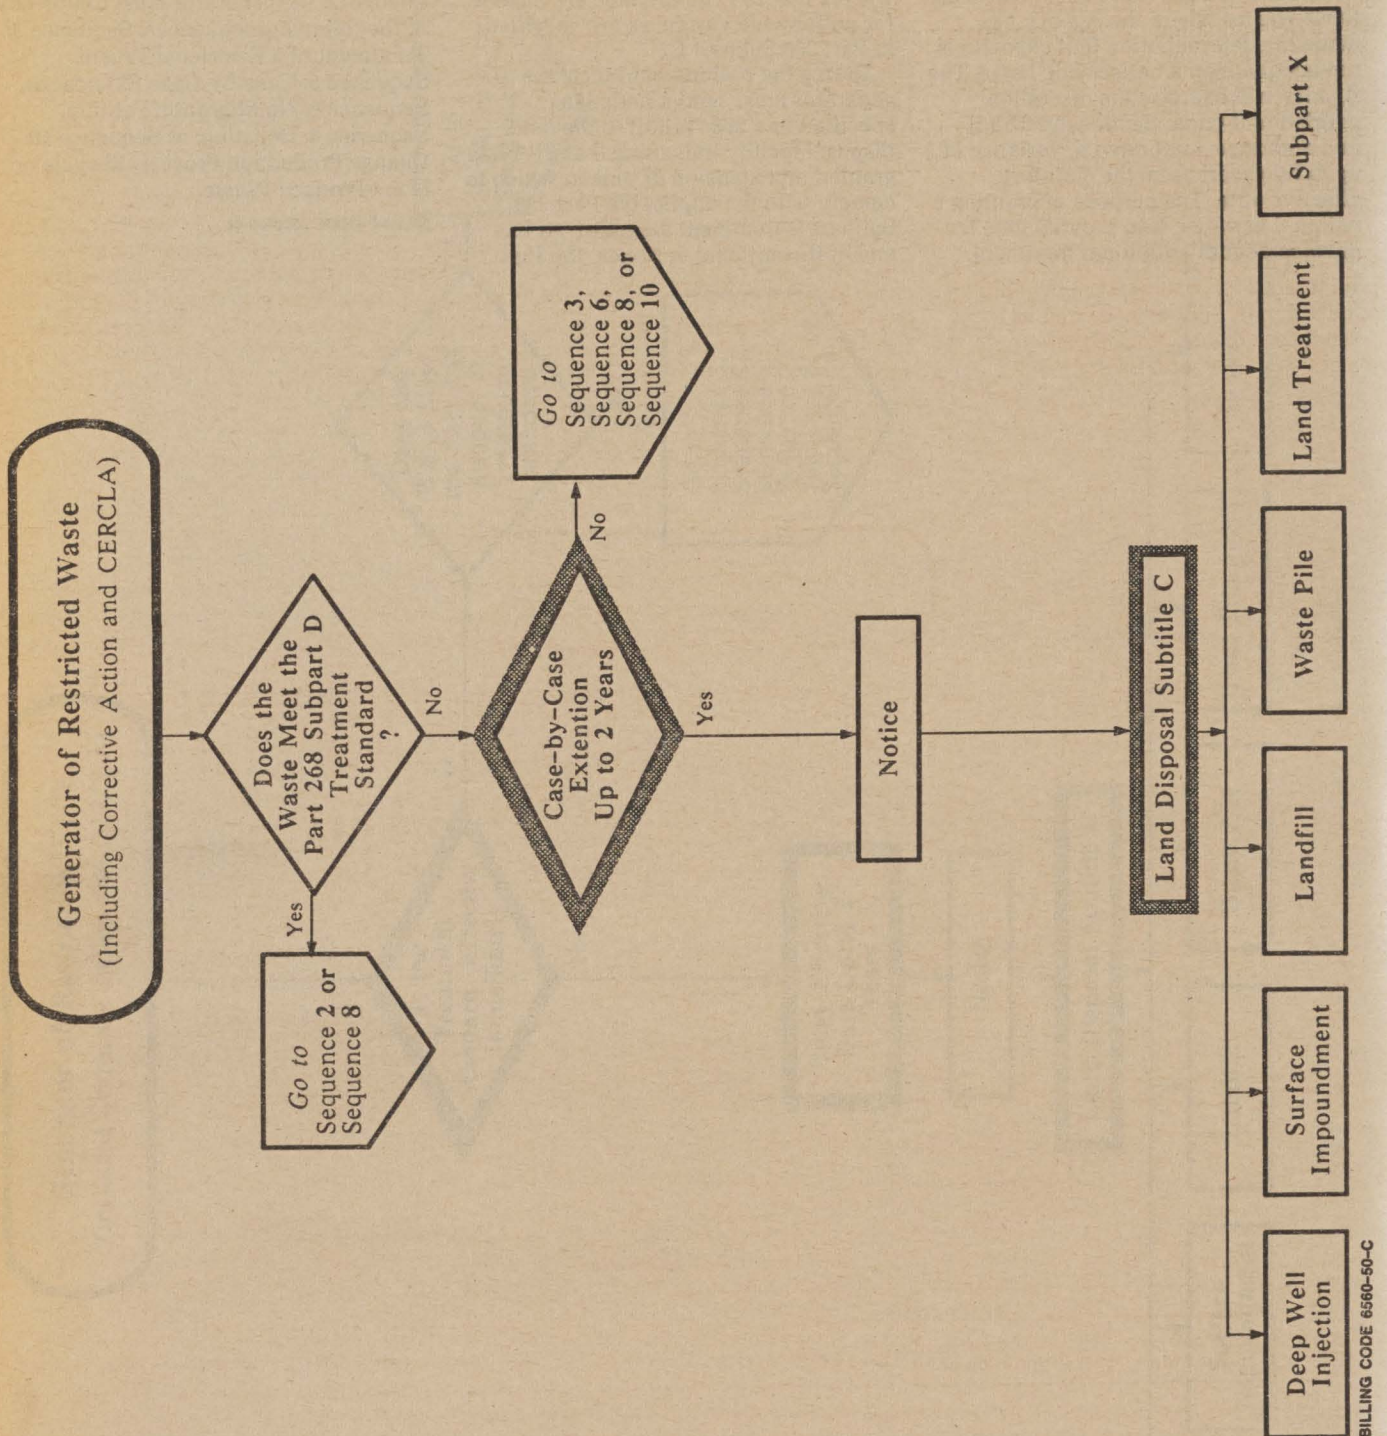 Generator of Restricted Waste
(Including Corrective Action and CERCLA)
Does the
Waste Meet the
Part 268 Subpart D
Treatment
Standard
?
Yes
No
Go to
Sequence 2 or
Sequence 8
Case-by-Case
Extention
Up to 2 Years
No
Yes
Go to
Sequence 3,
Sequence 6,
Sequence 8, or
Sequence 10
Notice
Land Disposal Subtitle C
Deep Well
Injection
Surface
Impoundment
Landfill
Waste Pile
Land Treatment
Subpart X
BILLING CODE 6560-50-C